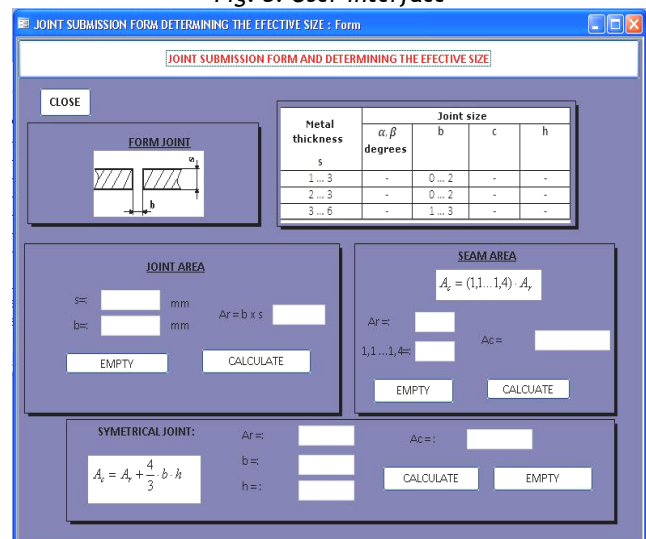 Fig. 3. User interface
JOINT SUBMISSION FORM DETERMINING THE EFECTIVE SIZE : Form
JOINT SUBMISSION FORM AND DETERMINING THE EFECTIVE SIZE
CLOSE
FORM JOINT
s
b
Metal thickness s
Joint size
α, β degrees
b
c
h
1 ... 3 - 0 ... 2 - -
2 ... 3 - 0 ... 2 - -
3 ... 6 - 1 ... 3 - -
JOINT AREA
s=: mm
b=: mm
Ar = b x s
EMPTY
CALCULATE
SEAM AREA
A_c = (1,1...1,4) · A_r
Ar =:
1,1 ...1,4=:
Ac =
EMPTY
CALCUATE
SYMETRICAL JOINT:
A_c = A_r + 4/3 · b · h
Ar =:
b =:
h = :
Ac = :
CALCULATE
EMPTY